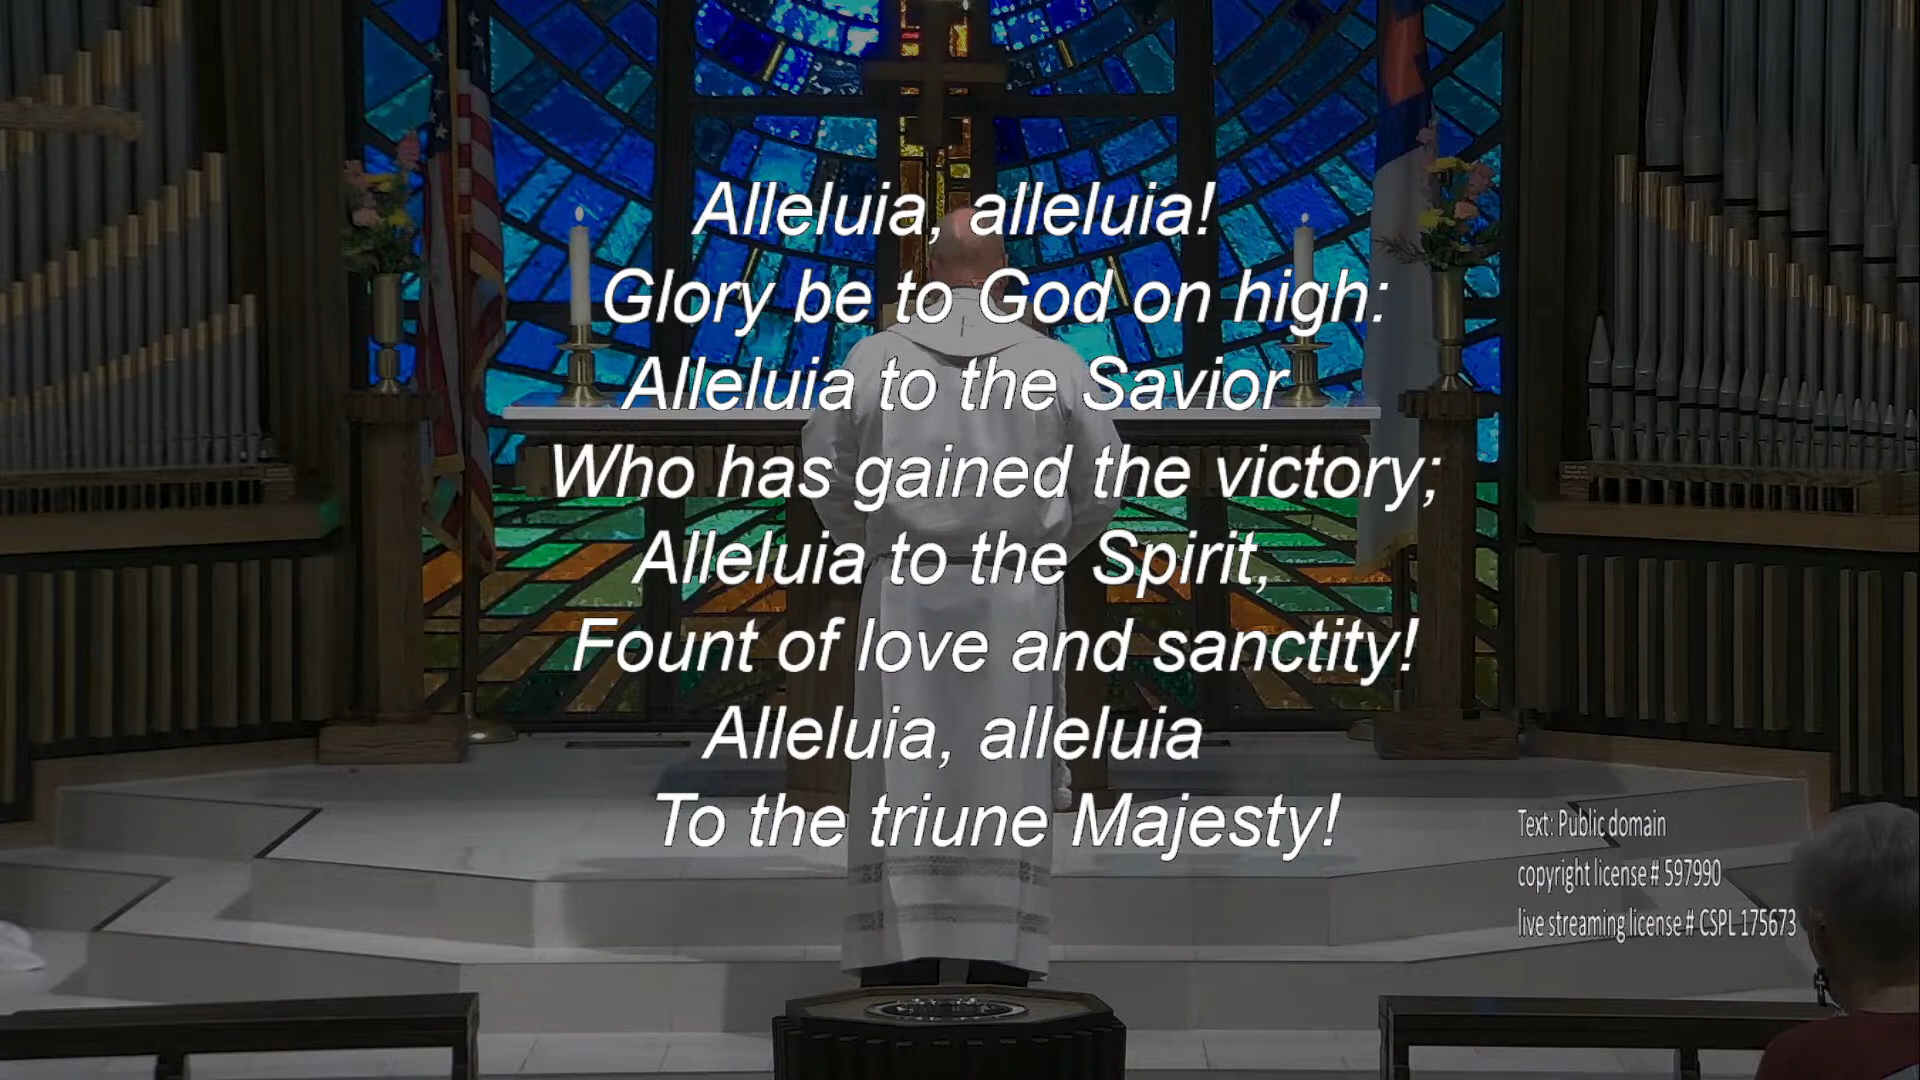 Alleluia, alleluia!
Glory be to God on high:
Alleluia to the Savior
Who has gained the victory;
Alleluia to the Spirit,
Fount of love and sanctity!
Alleluia, alleluia
To the triune Majesty!
Text: Public domain
copyright license # 597990
live streaming license # CSPL 175673